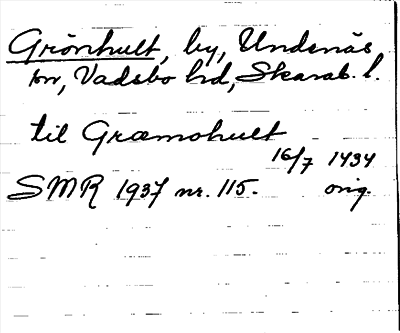 Grönhult, by, Undenäs
sn, Vadsbo hd, Skarab. l.
til Græmohult
16/7 1434
SMR 1937 nr. 115. orig.